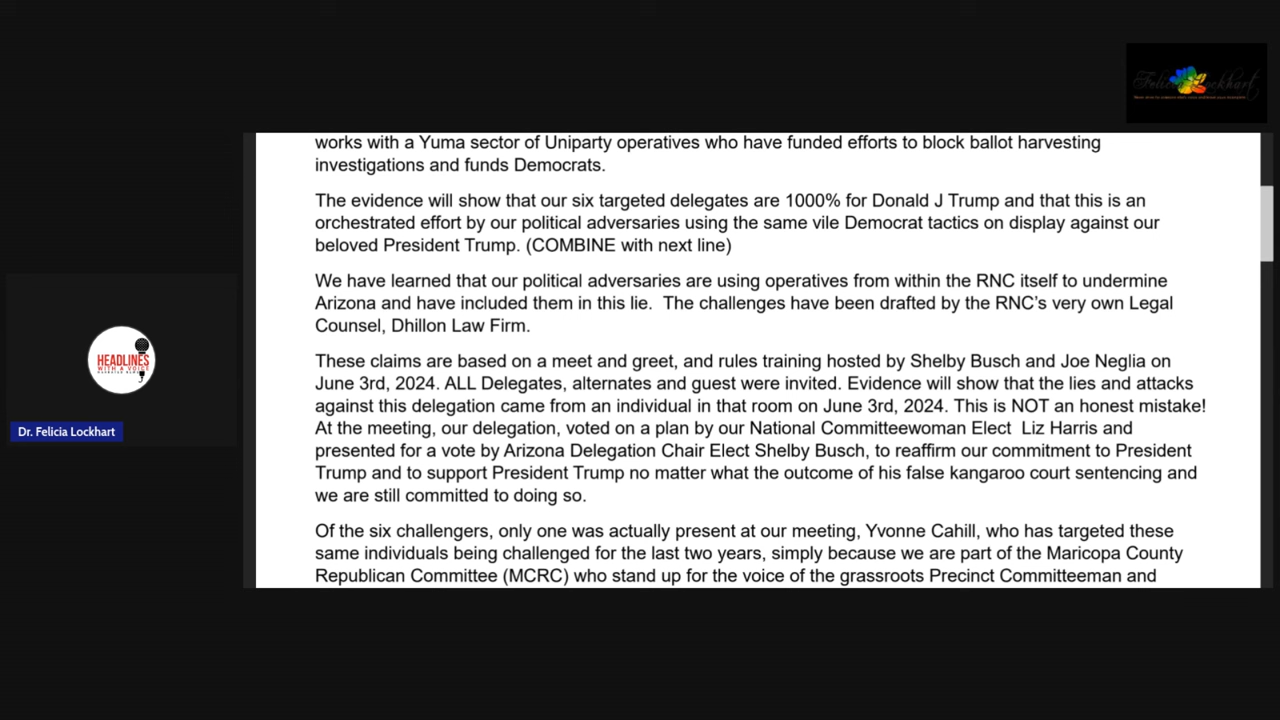 Felicia Lockhart
works with a Yuma sector of Uniparty operatives who have funded efforts to block ballot harvesting
investigations and funds Democrats.
The evidence will show that our six targeted delegates are 1000% for Donald J Trump and that this is an
orchestrated effort by our political adversaries using the same vile Democrat tactics on display against our
beloved President Trump. (COMBINE with next line)
We have learned that our political adversaries are using operatives from within the RNC itself to undermine
Arizona and have included them in this lie.  The challenges have been drafted by the RNC’s very own Legal
Counsel, Dhillon Law Firm.
These claims are based on a meet and greet, and rules training hosted by Shelby Busch and Joe Neglia on
June 3rd, 2024. ALL Delegates, alternates and guest were invited. Evidence will show that the lies and attacks
against this delegation came from an individual in that room on June 3rd, 2024. This is NOT an honest mistake!
At the meeting, our delegation, voted on a plan by our National Committeewoman Elect  Liz Harris and
presented for a vote by Arizona Delegation Chair Elect Shelby Busch, to reaffirm our commitment to President
Trump and to support President Trump no matter what the outcome of his false kangaroo court sentencing and
we are still committed to doing so.
Of the six challengers, only one was actually present at our meeting, Yvonne Cahill, who has targeted these
same individuals being challenged for the last two years, simply because we are part of the Maricopa County
Republican Committee (MCRC) who stand up for the voice of the grassroots Precinct Committeeman and
HEADLINES
WITH A VOICE
Dr. Felicia Lockhart